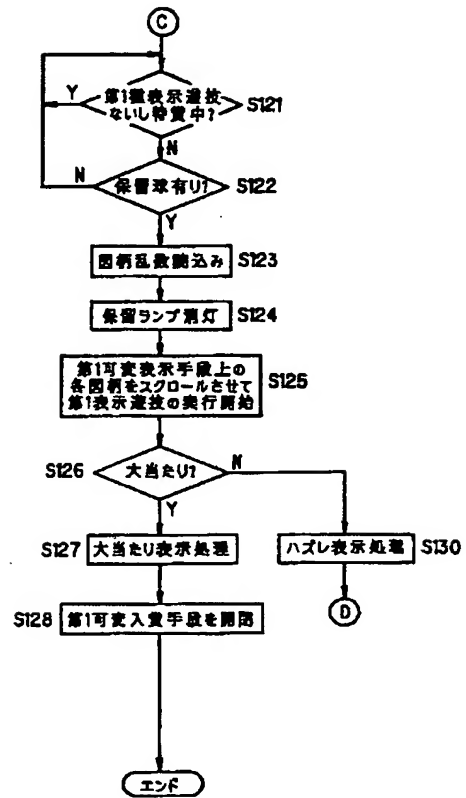 C
第1種表示遊技
ないし特賞中?
Y
S121
N
N
保留球有り?
S122
Y
図柄乱数読込み
S123
保留ランプ消灯
S124
第1可変表示手段上の
各図柄をスクロールさせて
第1表示遊技の実行開始
S125
S126
大当たり?
N
Y
S127
大当たり表示処理
ハズレ表示処理
S130
S128
第1可変入賞手段を開閉
D
エンド